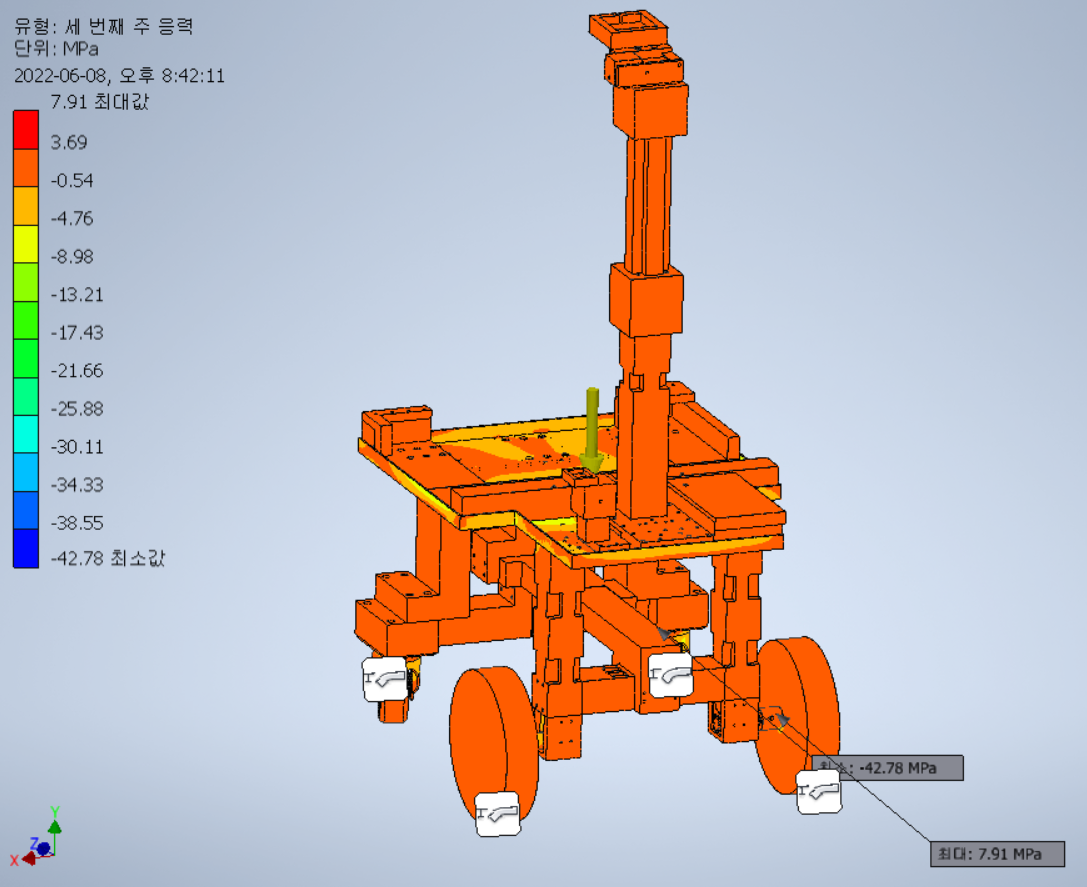 유형: 세 번째 주 응력
단위: MPa
2022-06-08, 오후 8:42:11
7.91 최대값
3.69
-0.54
-4.76
-8.98
-13.21
-17.43
-21.66
-25.88
-30.11
-34.33
-38.55
-42.78 최소값
최소: -42.78 MPa
최대: 7.91 MPa
Y
Z
X